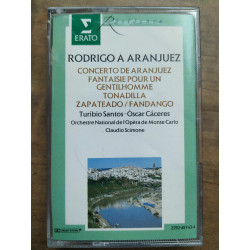 ERATO
RODRIGO A ARANJUEZ
CONCERTO DE ARANJUEZ
FANTAISIE POUR UN
GENTILHOMME
TONADILLA
ZAPATEADO / FANDANGO
Turibio Santos · Óscar Cáceres
Orchestre National de l'Opéra de Monte Carlo
Claudio Scimone